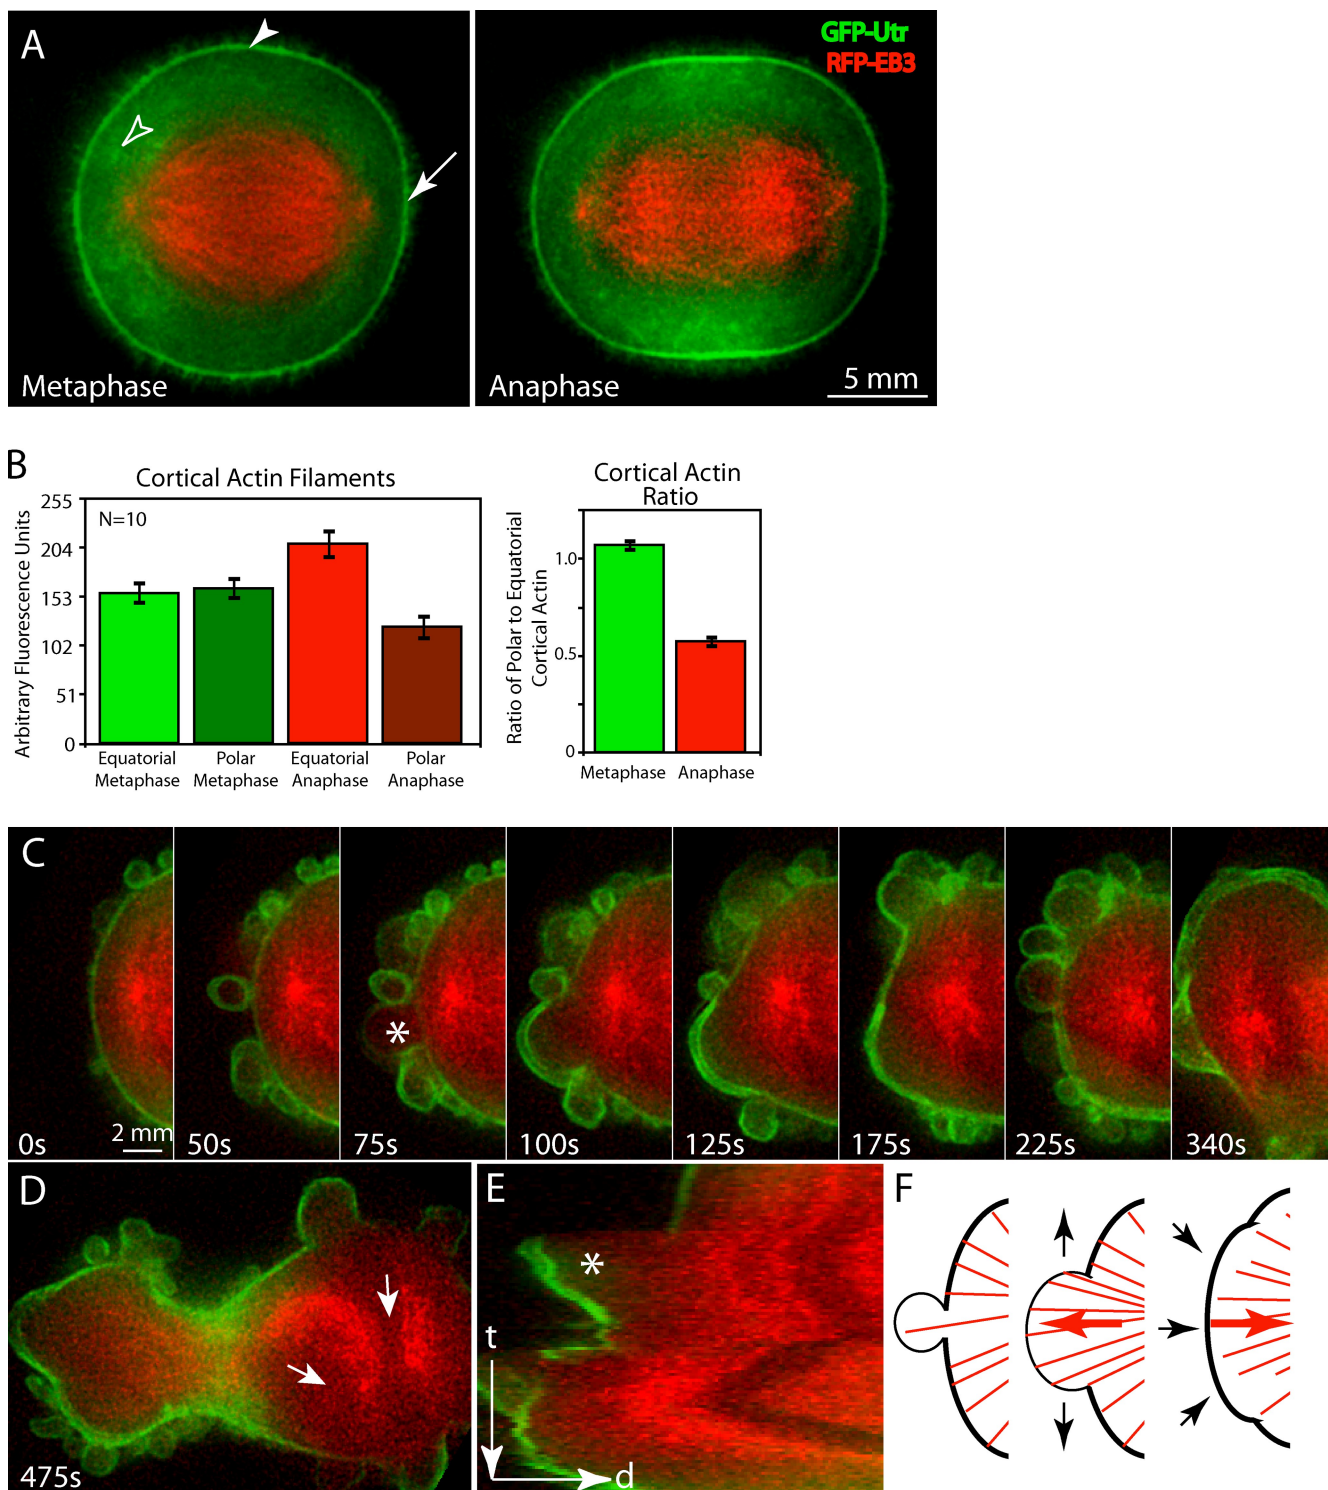 A
GFP-Utr
RFP-EB3
Metaphase
Anaphase
5 mm
B
Cortical Actin Filaments
Arbitrary Fluorescence Units
255
204
153
102
51
0
N=10
Equatorial
Metaphase
Polar
Metaphase
Equatorial
Anaphase
Polar
Anaphase
Cortical Actin
Ratio
Ratio of Polar to Equatorial
Cortical Actin
1.0
0.5
0
Metaphase
Anaphase
C
0s
2 mm
50s
75s
*
100s
125s
175s
225s
340s
D
475s
E
*
t
d
F